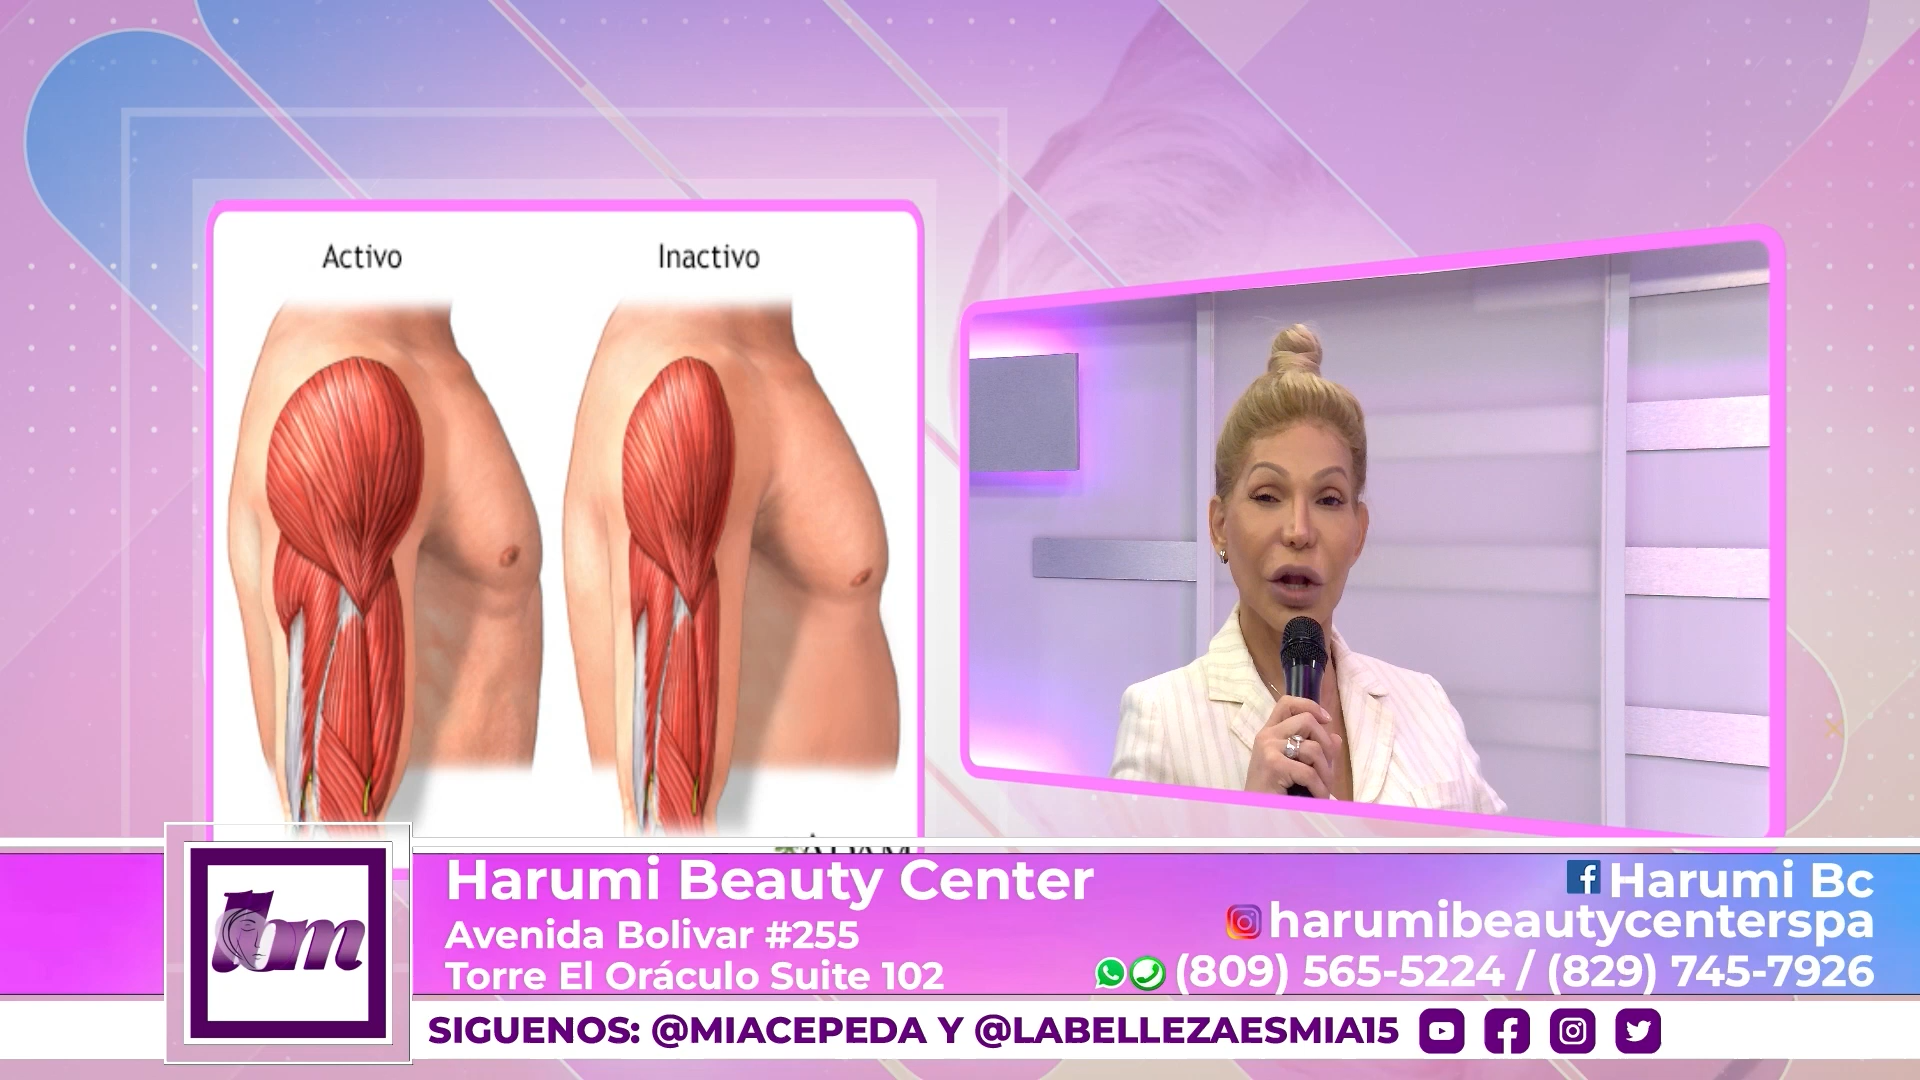 Activo
Inactivo
Harumi Beauty Center
Avenida Bolivar #255
Torre El Oráculo Suite 102
Harumi Bc
harumibeautycenterspa
(809) 565-5224 / (829) 745-7926
SIGUENOS: @MIACEPEDA Y @LABELLEZAESMIA15